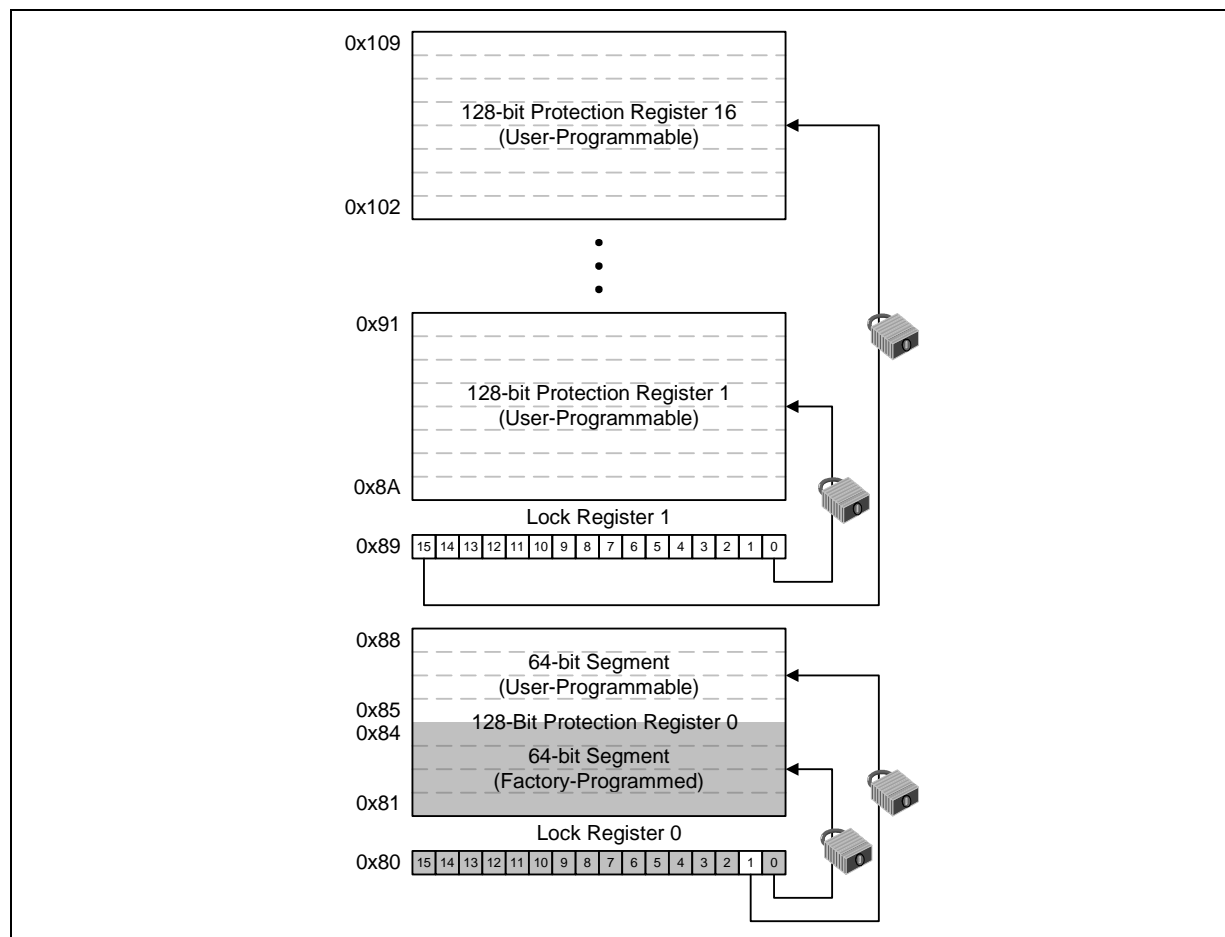 0x109
128-bit Protection Register 16
(User-Programmable)
0x102
0x91
128-bit Protection Register 1
(User-Programmable)
0x8A
Lock Register 1
0x89 15 14 13 12 11 10 9 8 7 6 5 4 3 2 1 0
0x88
64-bit Segment
(User-Programmable)
0x85
128-Bit Protection Register 0
0x84
64-bit Segment
(Factory-Programmed)
0x81
Lock Register 0
0x80 15 14 13 12 11 10 9 8 7 6 5 4 3 2 1 0